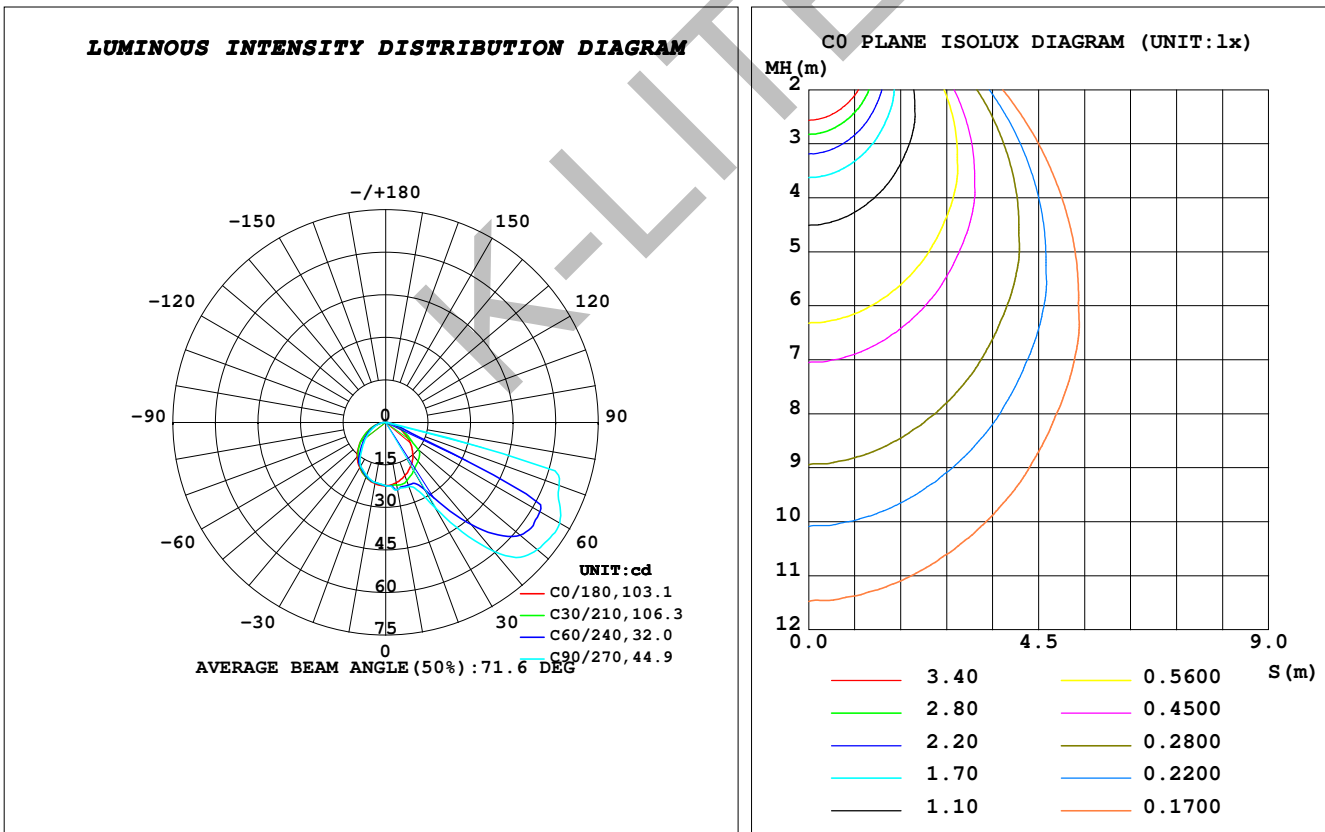 LUMINOUS INTENSITY DISTRIBUTION DIAGRAM
-/+180
-150 150
-120 120
-90 90
-60 60
-30 30
0
0
15
30
45
60
75
UNIT:cd
C0/180,103.1
C30/210,106.3
C60/240,32.0
C90/270,44.9
AVERAGE BEAM ANGLE(50%):71.6 DEG
C0 PLANE ISOLUX DIAGRAM (UNIT:lx)
MH(m)
2
3
4
5
6
7
8
9
10
11
12
0.0 4.5 9.0
S(m)
3.40 0.5600
2.80 0.4500
2.20 0.2800
1.70 0.2200
1.10 0.1700
K-LITE